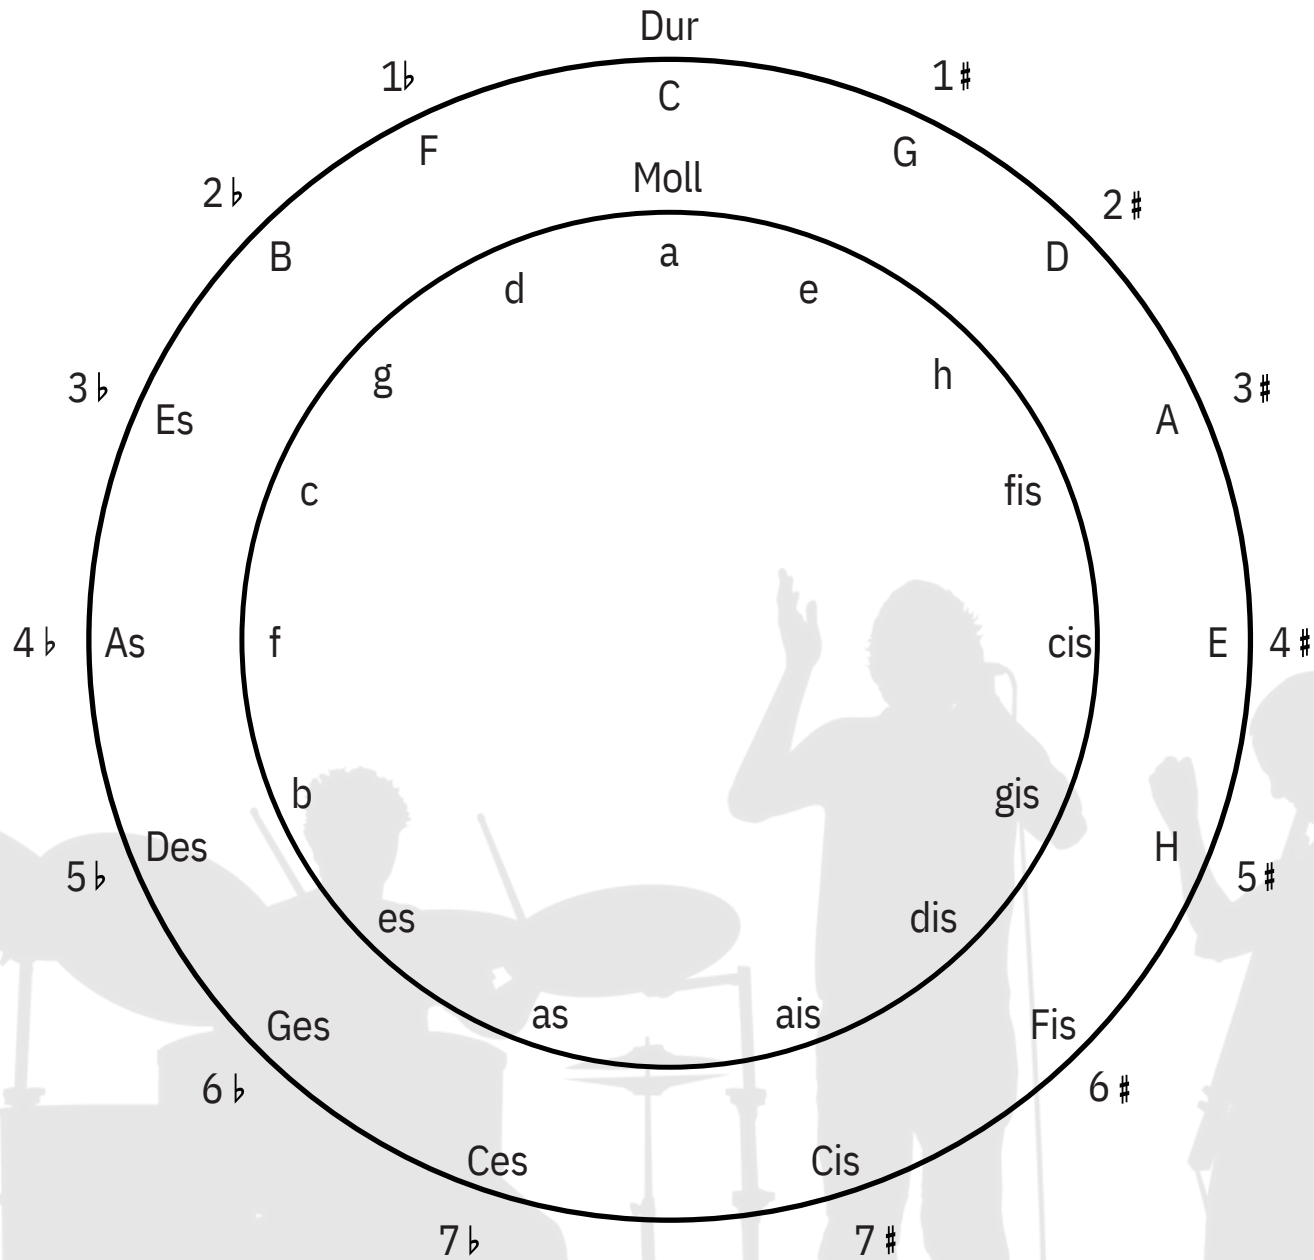 Dur
1♭ 1♯
C
F G
Moll
2♭ 2♯
B a D
d e
g h
3♭ 3♯
Es A
c fis
4♭ As f cis E 4♯
b gis
Des H
5♭ 5♯
es dis
as ais
Ges Fis
6♭ 6♯
Ces Cis
7♭ 7♯